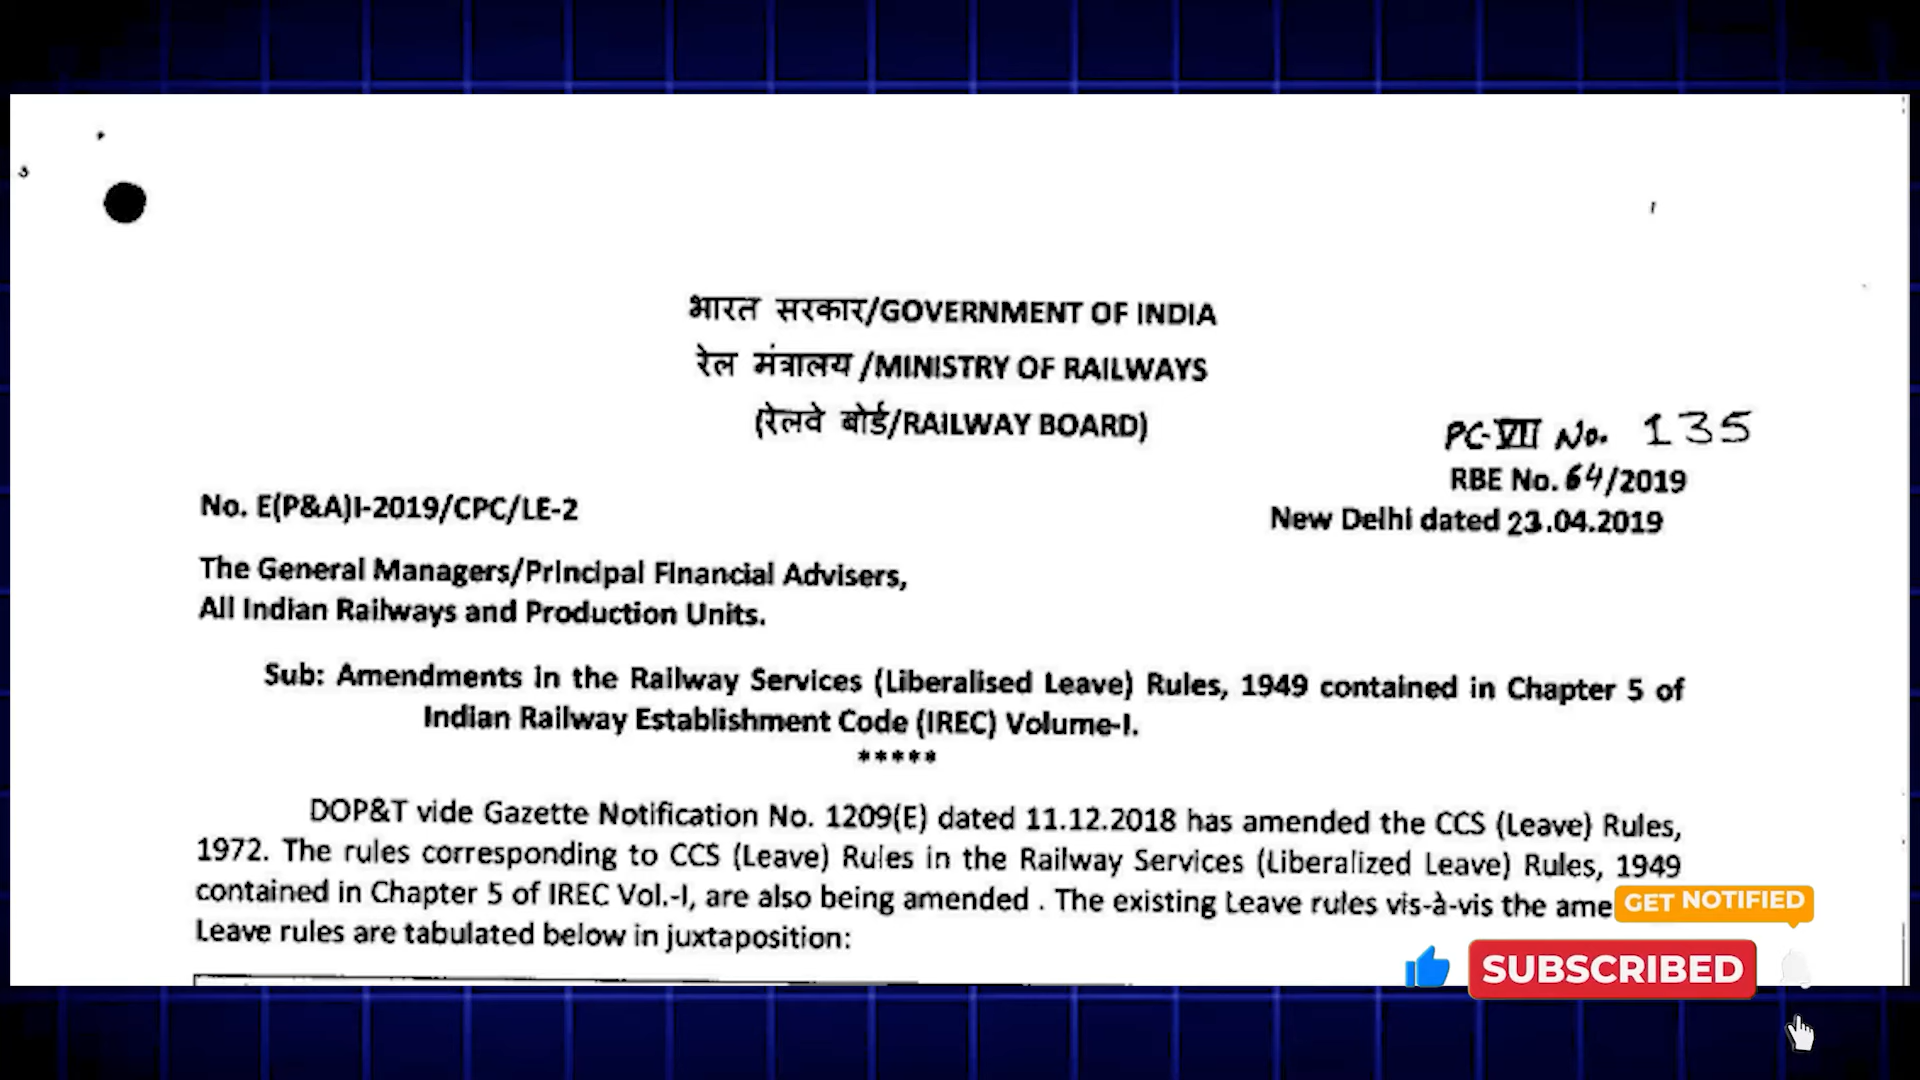 भारत सरकार/GOVERNMENT OF INDIA
रेल मंत्रालय /MINISTRY OF RAILWAYS
(रेलवे बोर्ड/RAILWAY BOARD)
PC-VII No. 135
RBE No. 64/2019
No. E(P&A)I-2019/CPC/LE-2
New Delhi dated 23.04.2019
The General Managers/Principal Financial Advisers,
All Indian Railways and Production Units.
Sub: Amendments in the Railway Services (Liberalised Leave) Rules, 1949 contained in Chapter 5 of
Indian Railway Establishment Code (IREC) Volume-I.
*****
DOP&T vide Gazette Notification No. 1209(E) dated 11.12.2018 has amended the CCS (Leave) Rules,
1972. The rules corresponding to CCS (Leave) Rules in the Railway Services (Liberalized Leave) Rules, 1949
contained in Chapter 5 of IREC Vol.-I, are also being amended . The existing Leave rules vis-à-vis the ame
Leave rules are tabulated below in juxtaposition:
GET NOTIFIED
SUBSCRIBED